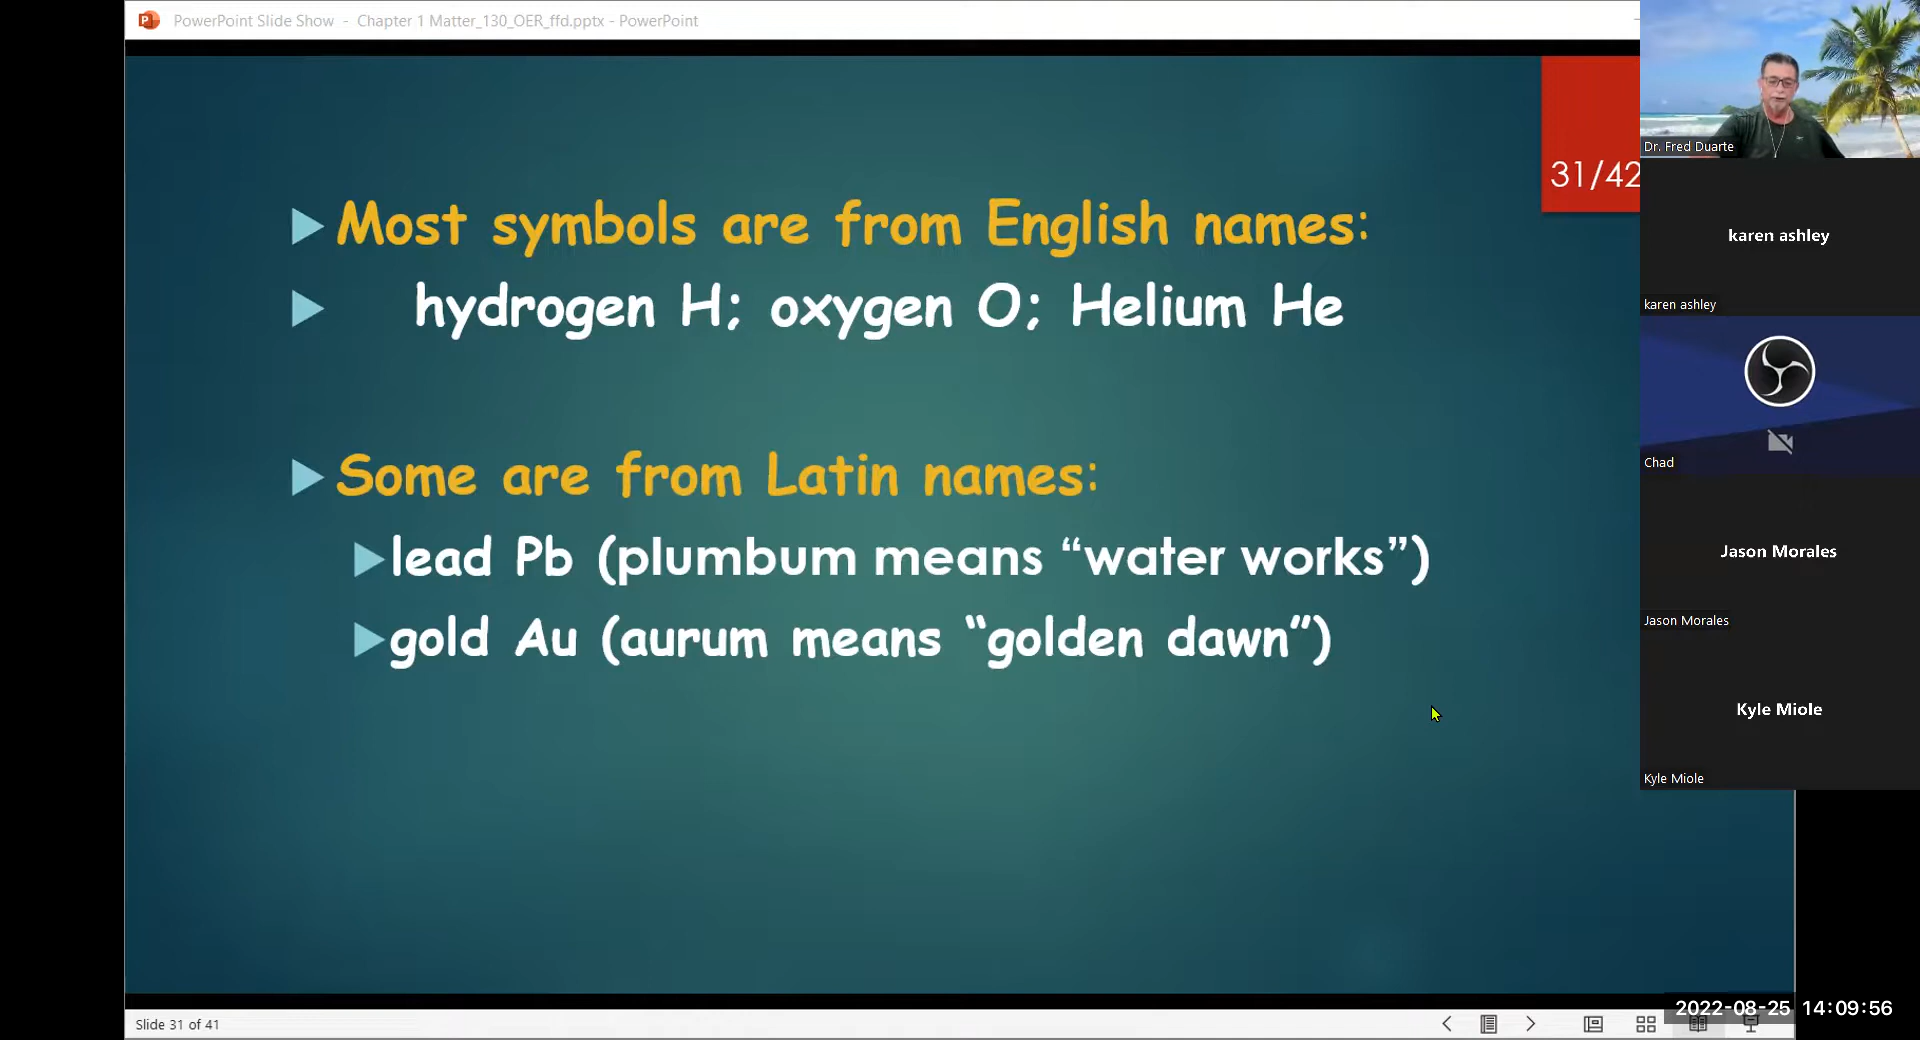 PowerPoint Slide Show - Chapter 1 Matter_130_OER_ffd.pptx - PowerPoint
31/42
Most symbols are from English names:
hydrogen H; oxygen O; Helium He
Some are from Latin names:
lead Pb (plumbum means “water works”)
gold Au (aurum means “golden dawn”)
Dr. Fred Duarte
karen ashley
karen ashley
Chad
Jason Morales
Jason Morales
Kyle Miole
Kyle Miole
Slide 31 of 41
2022-08-25 14:09:56